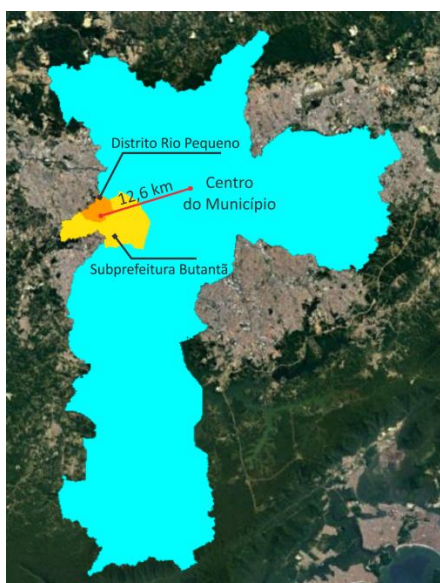 Distrito Rio Pequeno
12,6 km
Centro
do Município
Subprefeitura Butantã